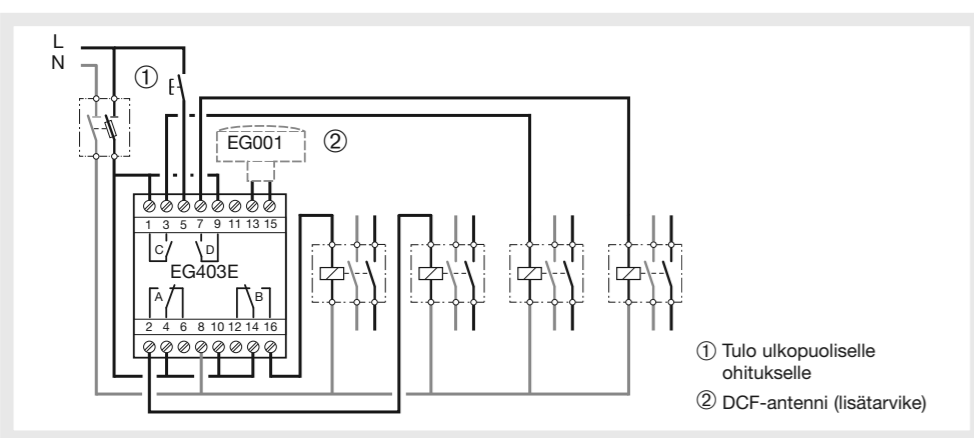 L
N
①
EG001
②
1 3 5 7 9 11 13 15
C D
EG403E
A B
2 4 6 8 10 12 14 16
① Tulo ulkopuoliselle
ohitukselle
② DCF-antenni (lisätarvike)